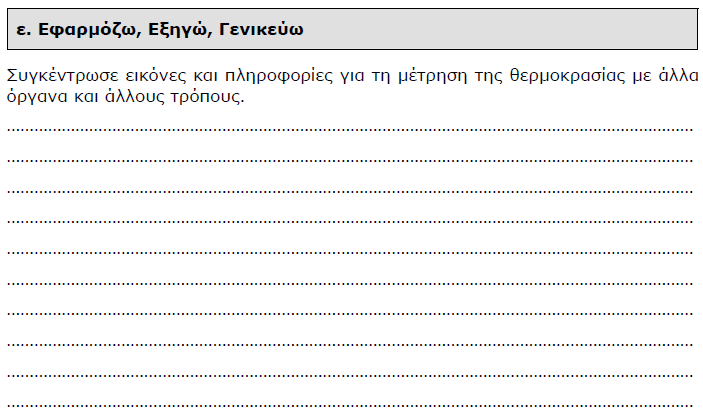 ε. Εφαρμόζω, Εξηγώ, Γενικεύω
Συγκέντρωσε εικόνες και πληροφορίες για τη μέτρηση της θερμοκρασίας με άλλα
όργανα και άλλους τρόπους.